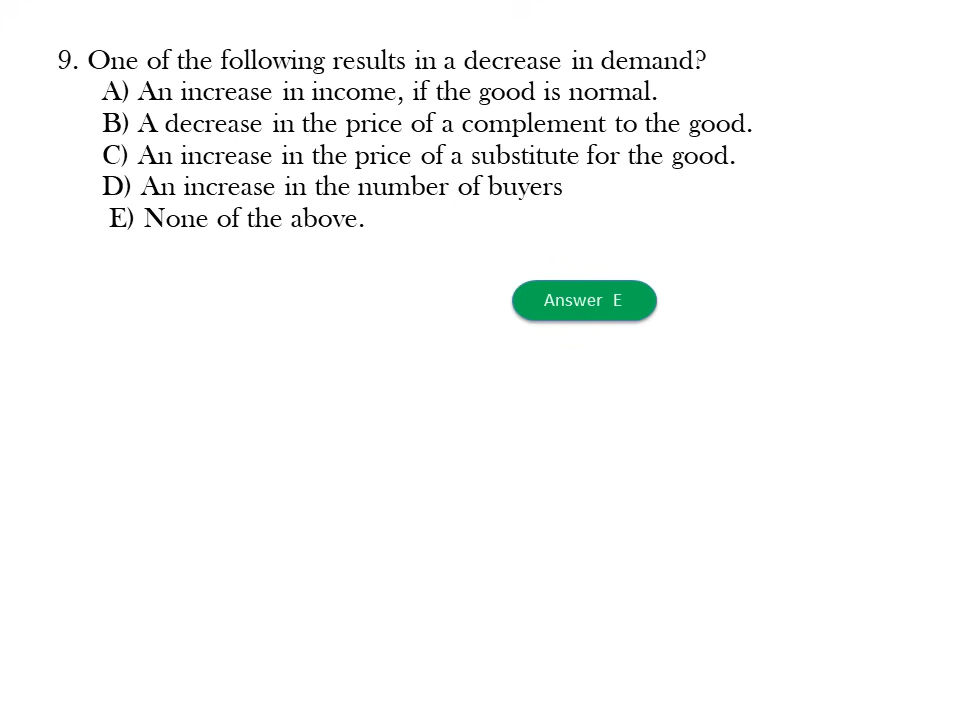 9. One of the following results in a decrease in demand?
A) An increase in income, if the good is normal.
B) A decrease in the price of a complement to the good.
C) An increase in the price of a substitute for the good.
D) An increase in the number of buyers
E) None of the above.
Answer E